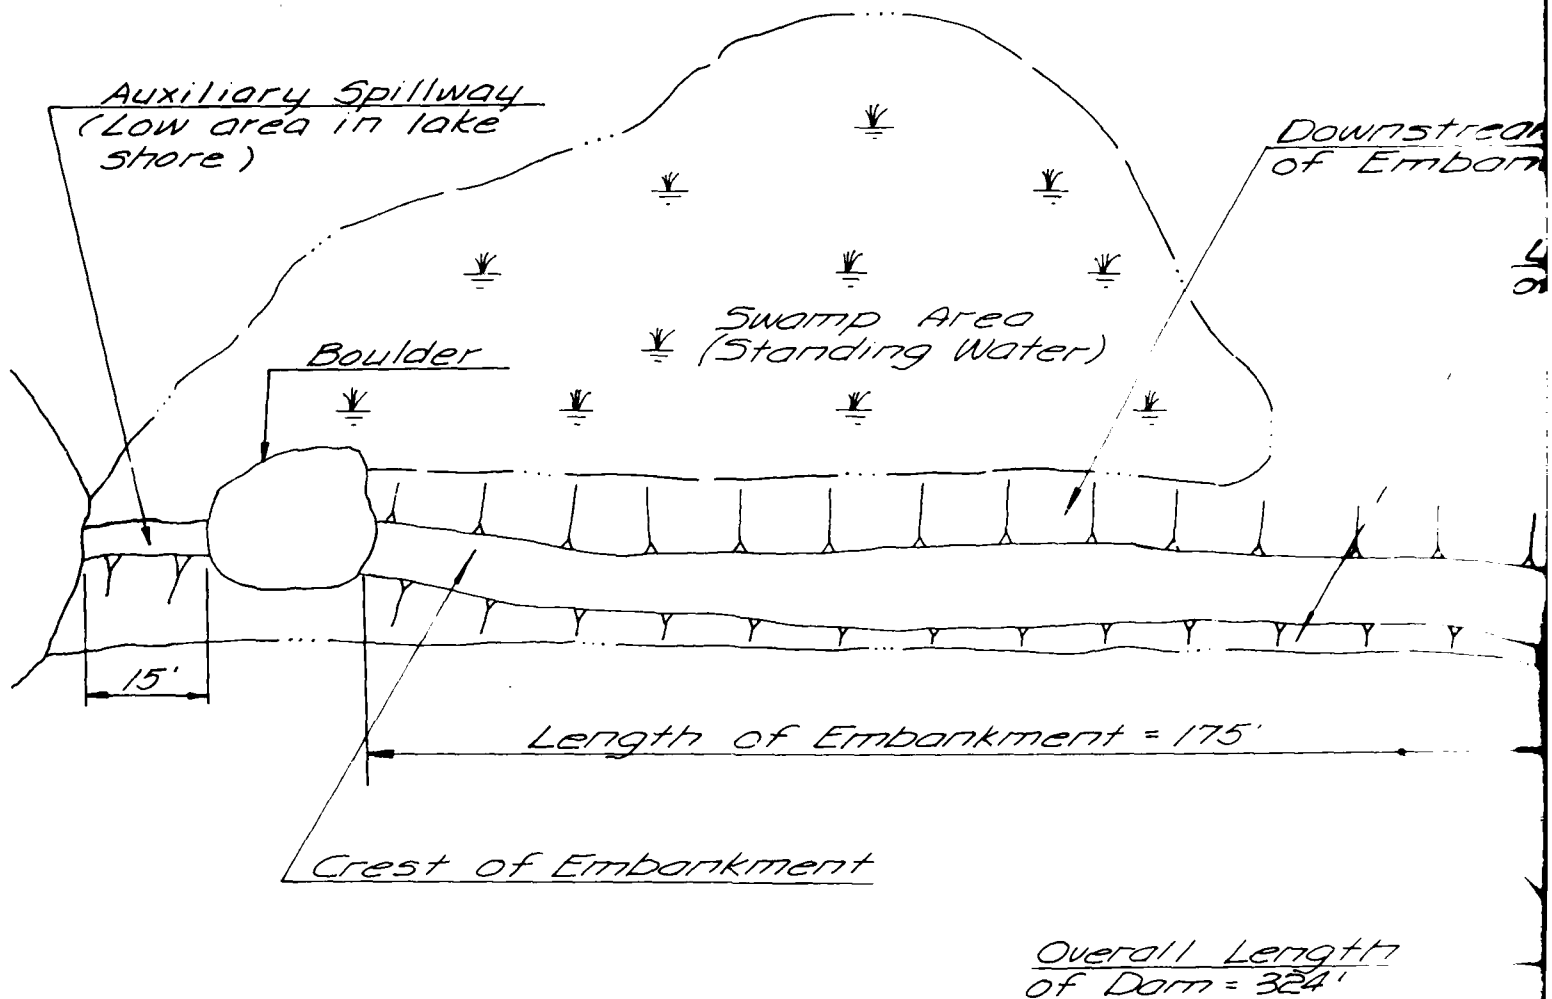 Auxiliary Spillway
(Low area in lake
shore)
of Emban
Swamp Area
(Standing Water)
Boulder
15'
Length of Embankment = 175'
Crest of Embankment
Overall Length
of Dam = 324'